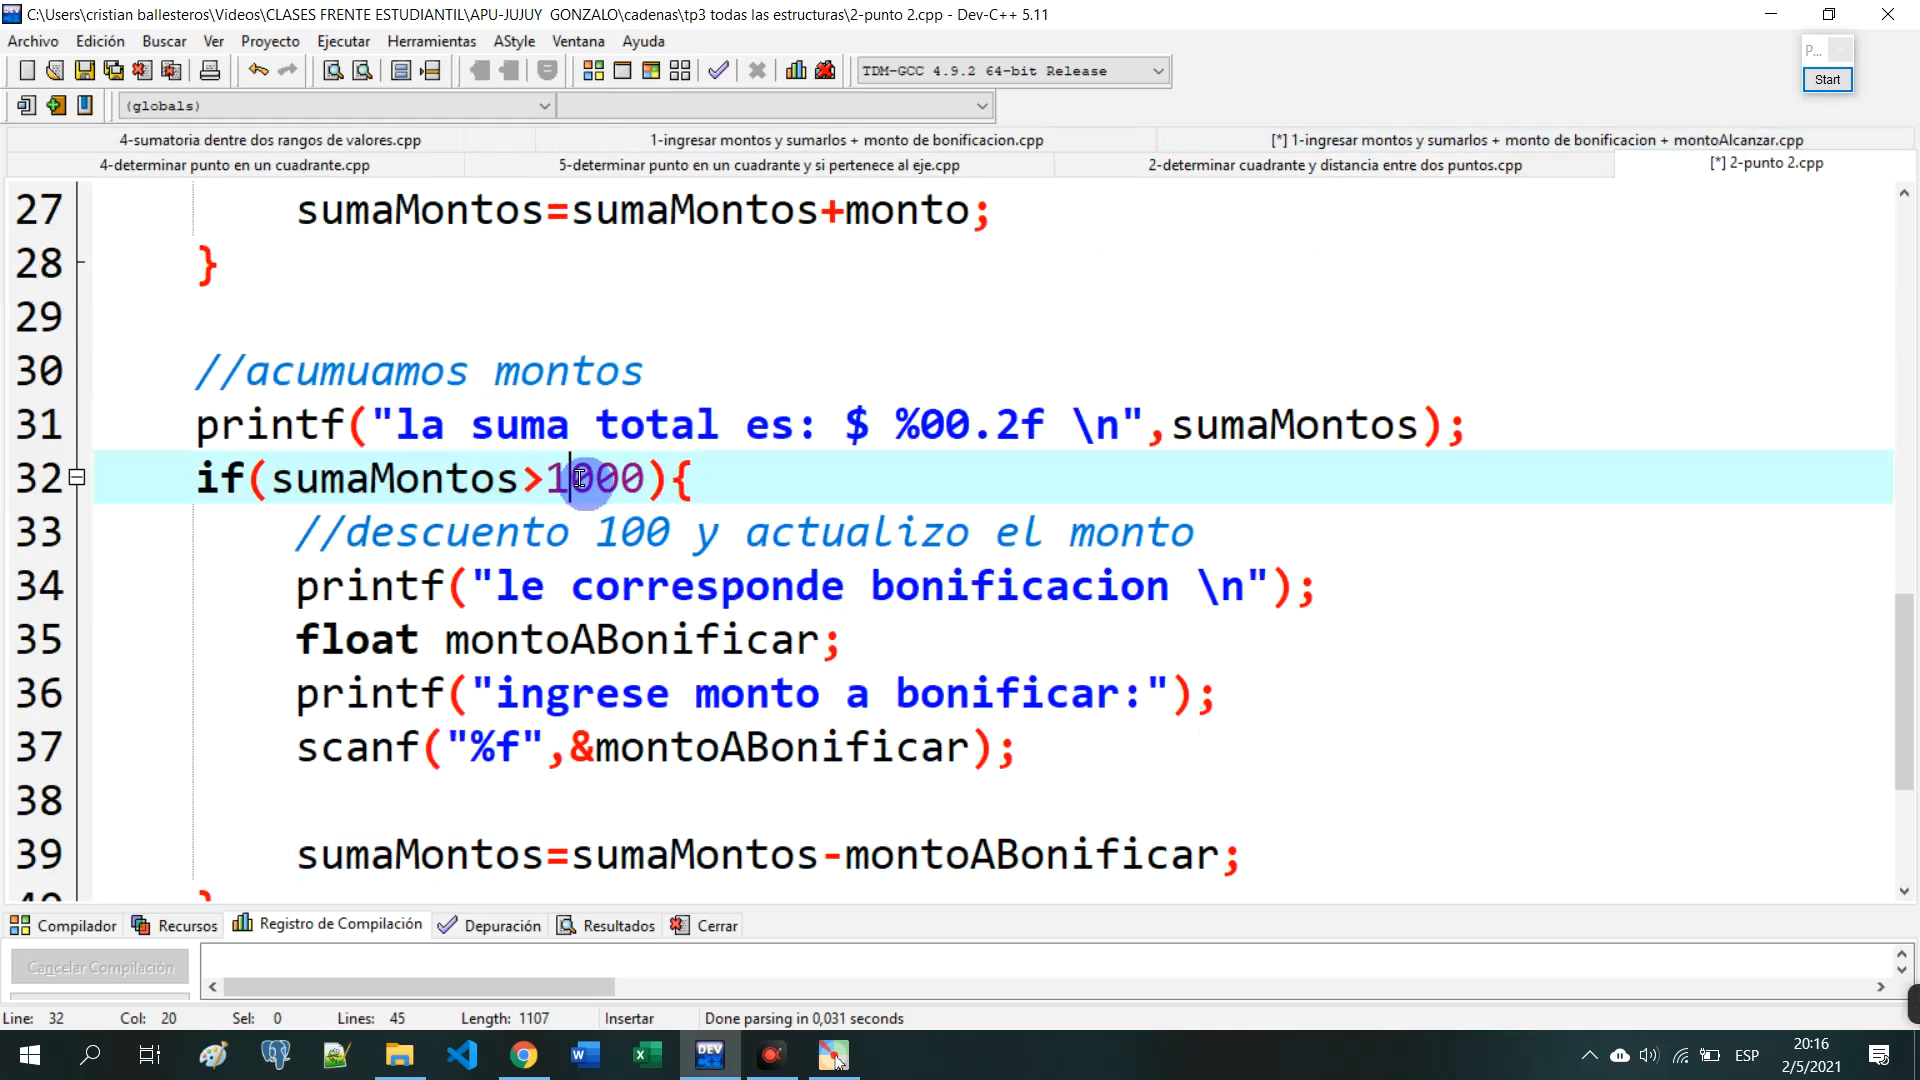 C:\Users\cristian ballesteros\Videos\CLASES FRENTE ESTUDIANTIL\APU-JUJUY  GONZALO\cadenas\tp3 todas las estructuras\2-punto 2.cpp - Dev-C++ 5.11
Archivo Edición Buscar Ver Proyecto Ejecutar Herramientas AStyle Ventana Ayuda
P...
TDM-GCC 4.9.2 64-bit Release
Start
(globals)
4-sumatoria dentre dos rangos de valores.cpp 1-ingresar montos y sumarlos + monto de bonificacion.cpp [*] 1-ingresar montos y sumarlos + monto de bonificacion + montoAlcanzar.cpp
4-determinar punto en un cuadrante.cpp 5-determinar punto en un cuadrante y si pertenece al eje.cpp 2-determinar cuadrante y distancia entre dos puntos.cpp [*] 2-punto 2.cpp
27 sumaMontos=sumaMontos+monto;
28 }
29
30 //acumuamos montos
31 printf("la suma total es: $ %00.2f \n",sumaMontos);
32 if(sumaMontos>1000){
33 //descuento 100 y actualizo el monto
34 printf("le corresponde bonificacion \n");
35 float montoABonificar;
36 printf("ingrese monto a bonificar:");
37 scanf("%f",&montoABonificar);
38
39 sumaMontos=sumaMontos-montoABonificar;
40 }
Compilador Recursos Registro de Compilación Depuración Resultados Cerrar
Cancelar Compilación
Line: 32 Col: 20 Sel: 0 Lines: 45 Length: 1107 Insertar Done parsing in 0,031 seconds
DEV C++
ESP
20:16
2/5/2021